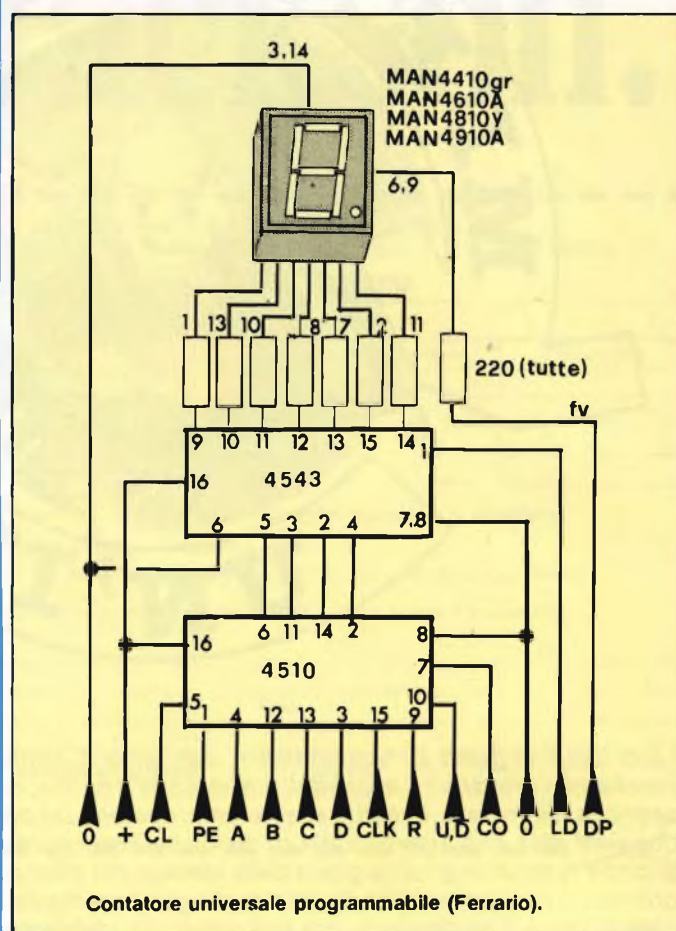 3,14
MAN4410gr
MAN4610A
MAN4810y
MAN4910A
6,9
1 13 10 8 7 2 11
220 (tutte)
fv
9 10 11 12 13 15 14 1
16 4543
6 5 3 2 4 7,8
6 11 14 2
16 8
4510 7
5 1 4 12 13 3 15 9 10
0 + CL PE A B C D CLK R U,D̅ CO 0 LD DP
Contatore universale programmabile (Ferrario).